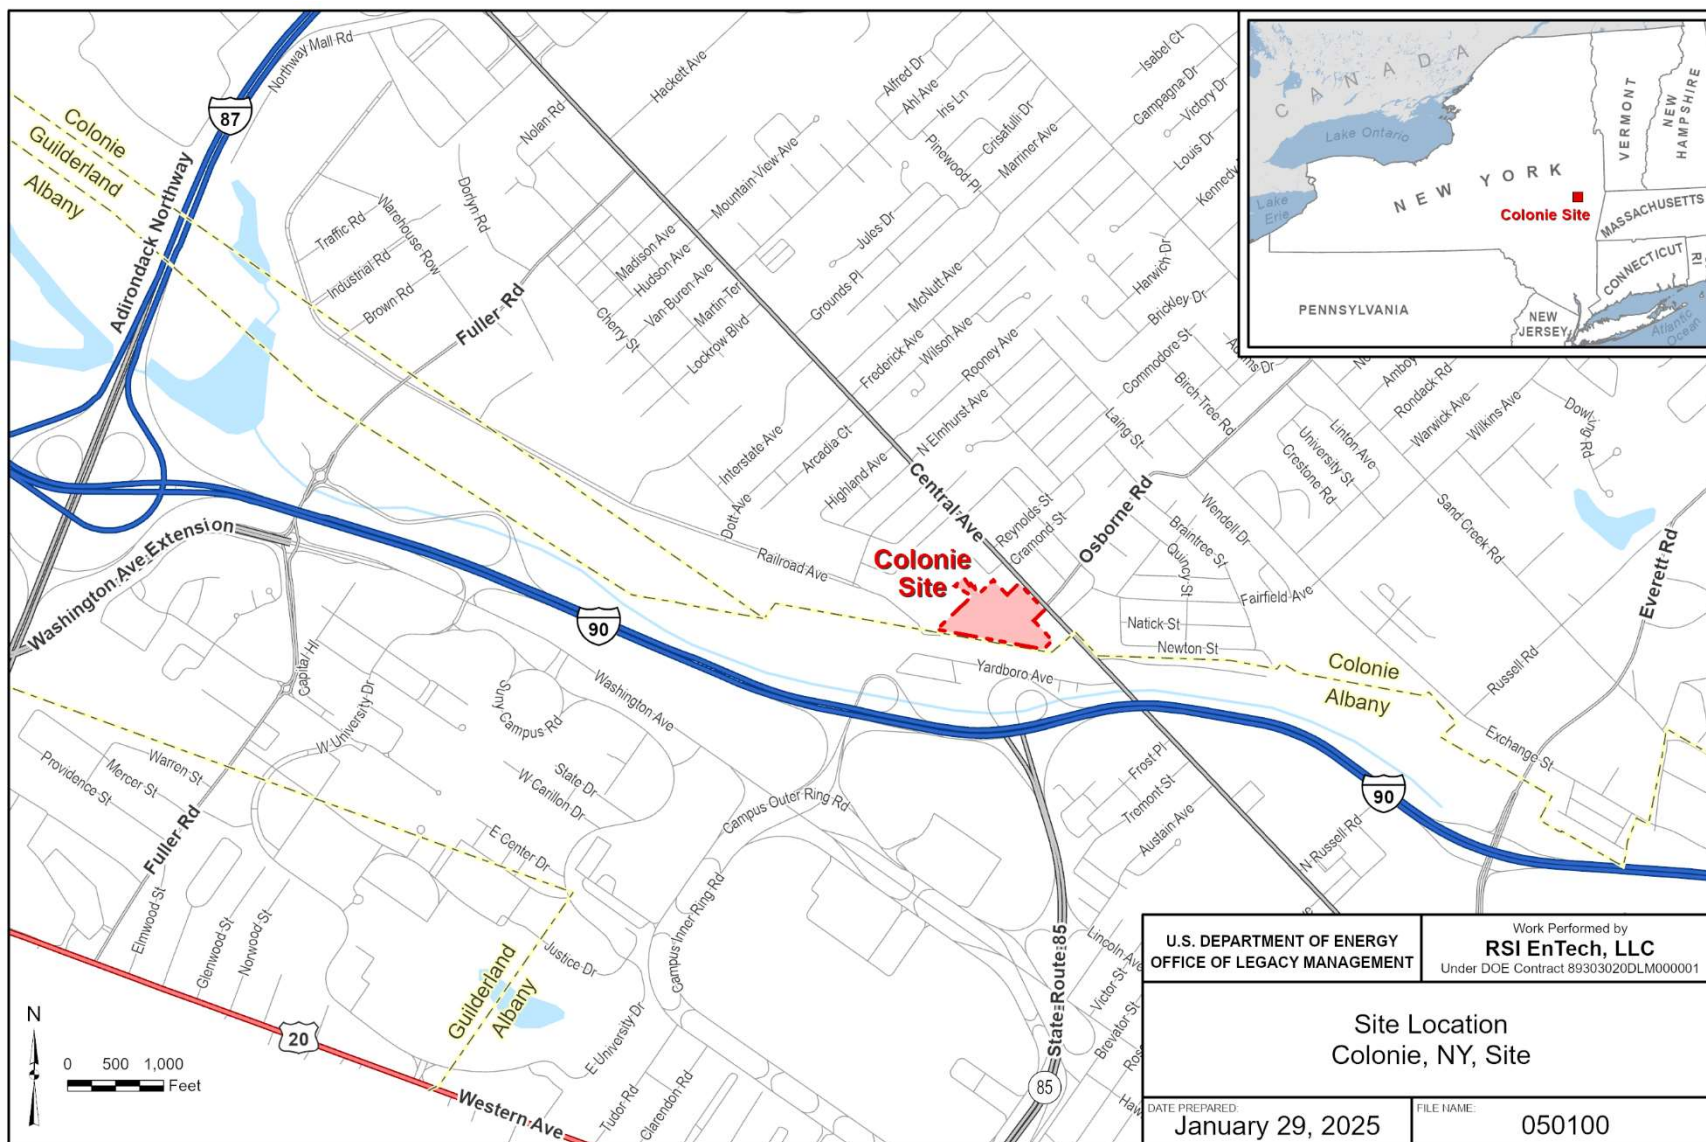 Northway Mall Rd
Hackett Ave
Isabel Ct
Alfred Dr
Ahl Ave
Iris Ln
Campagna Dr
Victory Dr
Crisafulli Dr
Marriner Ave
Pinewood Pl
Louis Dr
Kennedy
87
Colonie
Guilderland
Albany
Adirondack Northway
Nolan Rd
Dorlyn Rd
Mountain View Ave
Traffic Rd
Warehouse Row
Industrial Rd
Brown Rd
Fuller Rd
Madison Ave
Hudson Ave
Van Buren Ave
Martin Ter
Lockrow Blvd
Cherry St
Jules Dr
Grounds Pl
McNutt Ave
Harwich Dr
Brickley Dr
Frederick Ave
Wilson Ave
Rooney Ave
Commodore St
Birch Tree Rd
Laing St
N Elmhurst Ave
Highland Ave
Arcadia Ct
Interstate Ave
Dott Ave
Railroad Ave
Central Ave
Reynolds St
Cramond St
Osborne Rd
Wendell Dr
Braintree St
Quincy St
Fairfield Ave
Natick St
Newton St
Linton Ave
University St
Crestone Rd
Rondack Rd
Warwick Ave
Wilkins Ave
Dowling Rd
Sand Creek Rd
Everett Rd
Russell Rd
Exchange St
Colonie
Albany
Colonie
Site
Yardboro Ave
Washington Ave Extension
90
Washington Ave
Capital Hl
W University Dr
Suny Campus Rd
State Dr
W Carillon Dr
Campus Outer Ring Rd
Campus Inner Ring Rd
E Center Dr
Warren St
Mercer St
Providence St
Fuller Rd
Elmwood St
Glenwood St
Norwood St
Justice Dr
E University Dr
Guilderland
Albany
Tudor Rd
Clarendon Rd
Western Ave
20
Frost Pl
Tremont St
Austain Ave
N Russell Rd
90
Lincoln Ave
Victor St
Brevator St
State Route 85
85
N
0 500 1,000
Feet
CANADA
Lake Ontario
Lake
Erie
NEW YORK
Colonie Site
VERMONT
NEW
HAMPSHIRE
MASSACHUSETTS
CONNECTICUT
RI
PENNSYLVANIA
NEW
JERSEY
Atlantic
Ocean
U.S. DEPARTMENT OF ENERGY
OFFICE OF LEGACY MANAGEMENT
Work Performed by
RSI EnTech, LLC
Under DOE Contract 89303020DLM000001
Site Location
Colonie, NY, Site
DATE PREPARED:
January 29, 2025
FILE NAME:
050100